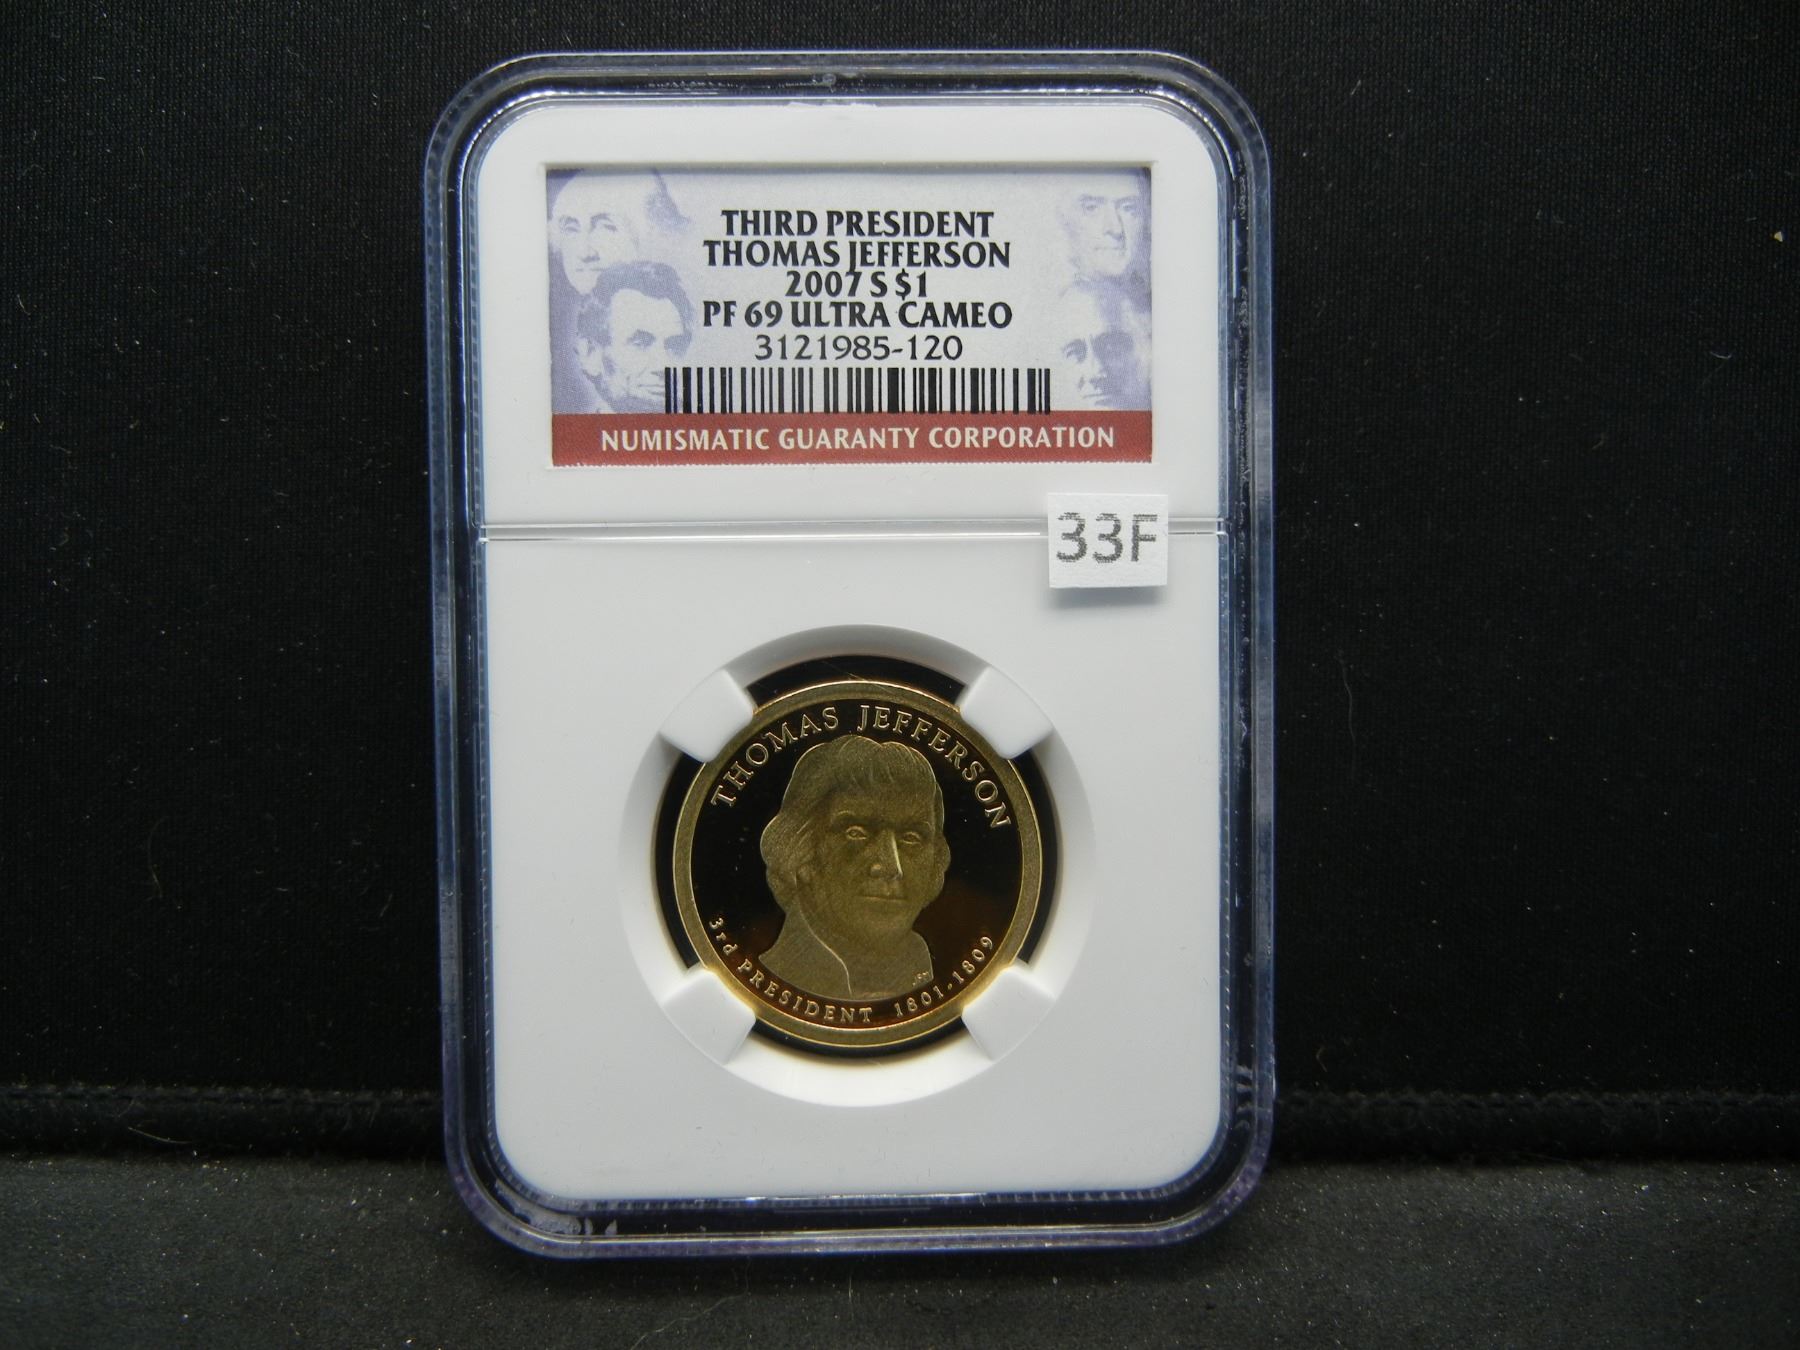 THIRD PRESIDENT
THOMAS JEFFERSON
2007 S $1
PF 69 ULTRA CAMEO
3121985-120
NUMISMATIC GUARANTY CORPORATION
33F
THOMAS JEFFERSON
3rd PRESIDENT 1801-1809